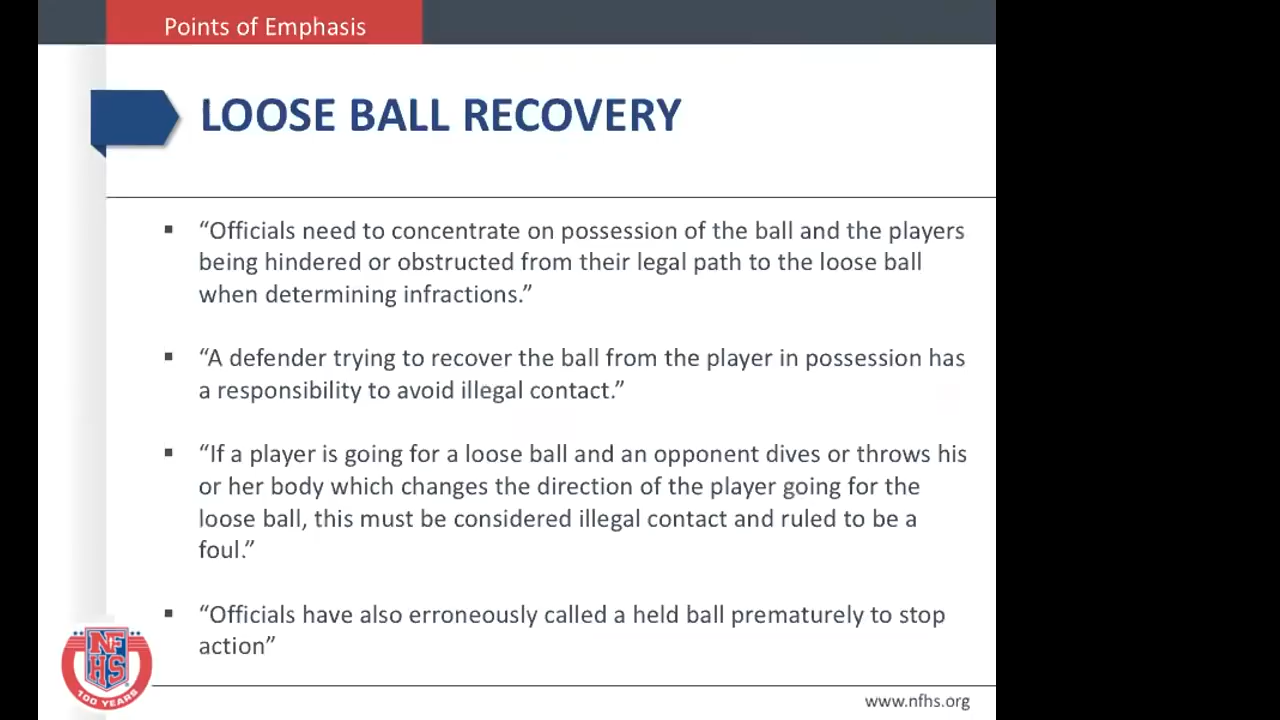 Points of Emphasis
LOOSE BALL RECOVERY
▪ “Officials need to concentrate on possession of the ball and the players
being hindered or obstructed from their legal path to the loose ball
when determining infractions.”
▪ “A defender trying to recover the ball from the player in possession has
a responsibility to avoid illegal contact.”
▪ “If a player is going for a loose ball and an opponent dives or throws his
or her body which changes the direction of the player going for the
loose ball, this must be considered illegal contact and ruled to be a
foul.”
▪ “Officials have also erroneously called a held ball prematurely to stop
action”
NF
HS
100 YEARS
www.nfhs.org